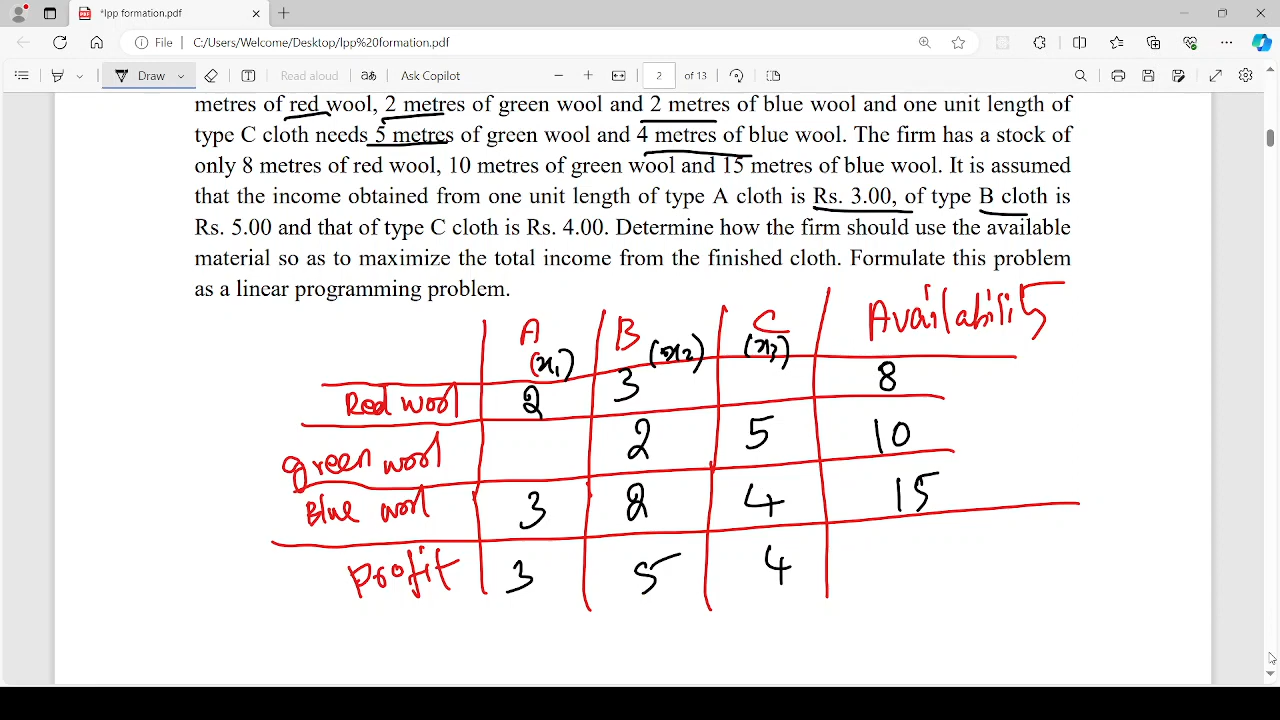 *lpp formation.pdf
File C:/Users/Welcome/Desktop/lpp%20formation.pdf
Draw Read aloud Ask Copilot 2 of 13
metres of red wool, 2 metres of green wool and 2 metres of blue wool and one unit length of
type C cloth needs 5 metres of green wool and 4 metres of blue wool. The firm has a stock of
only 8 metres of red wool, 10 metres of green wool and 15 metres of blue wool. It is assumed
that the income obtained from one unit length of type A cloth is Rs. 3.00, of type B cloth is
Rs. 5.00 and that of type C cloth is Rs. 4.00. Determine how the firm should use the available
material so as to maximize the total income from the finished cloth. Formulate this problem
as a linear programming problem.
A B C Availability
(x1) (x2) (x3)
Red wool 2 3 8
green wool 2 5 10
Blue wool 3 2 4 15
Profit 3 5 4